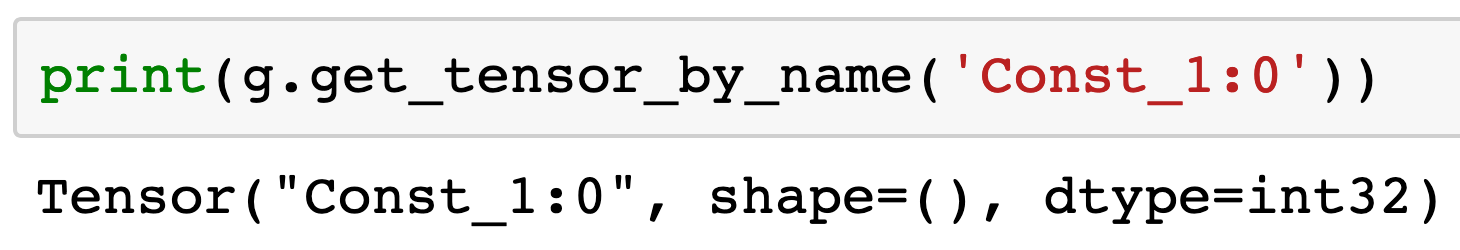 print(g.get_tensor_by_name('Const_1:0'))
Tensor("Const_1:0", shape=(), dtype=int32)